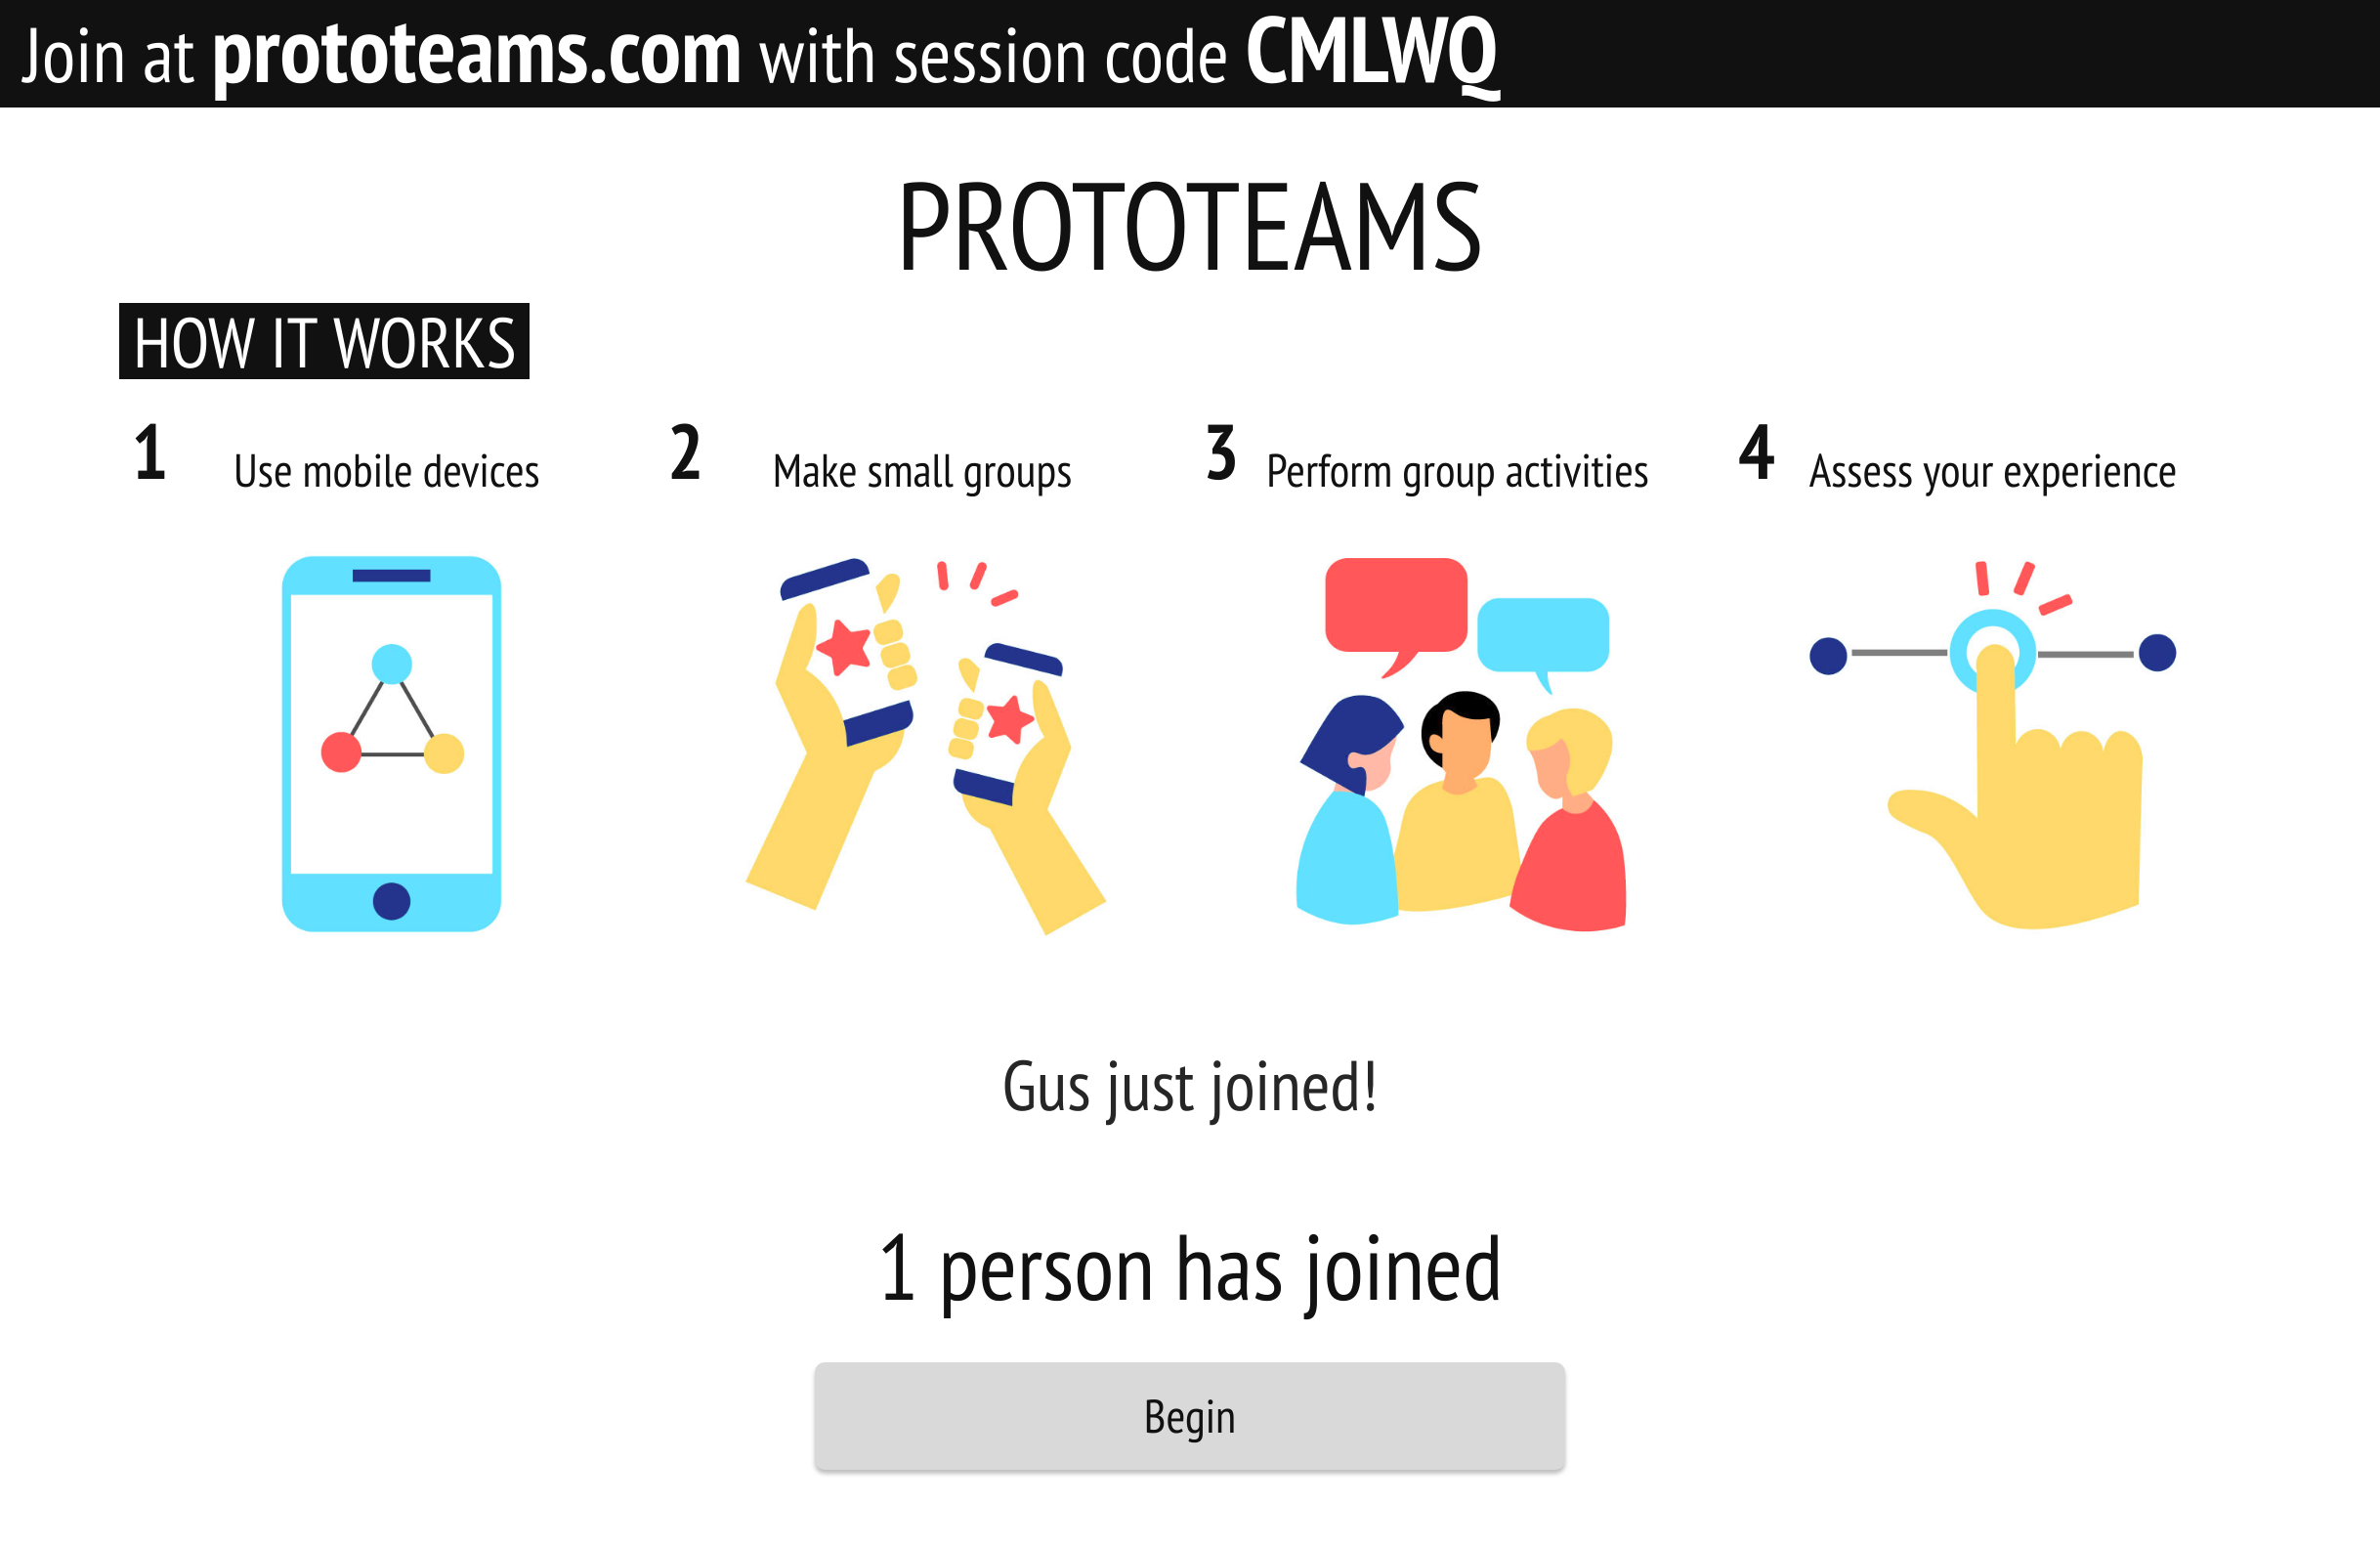 Join at prototeams.com with session code CMLWQ
PROTOTEAMS
HOW IT WORKS
1 Use mobile devices
2 Make small groups
3 Perform group activities
4 Assess your experience
Gus just joined!
1 person has joined
Begin